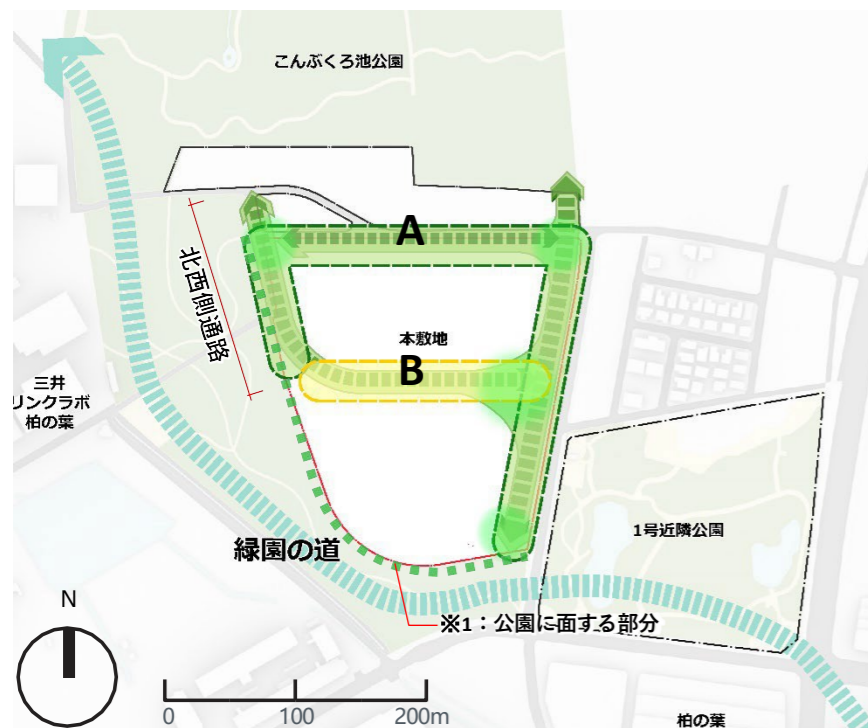 こんぶくろ池公園
A
北西側通路
本敷地
B
三井
リンクラボ
柏の葉
1号近隣公園
緑園の道
※1：公園に面する部分
N
0 100 200m
柏の葉